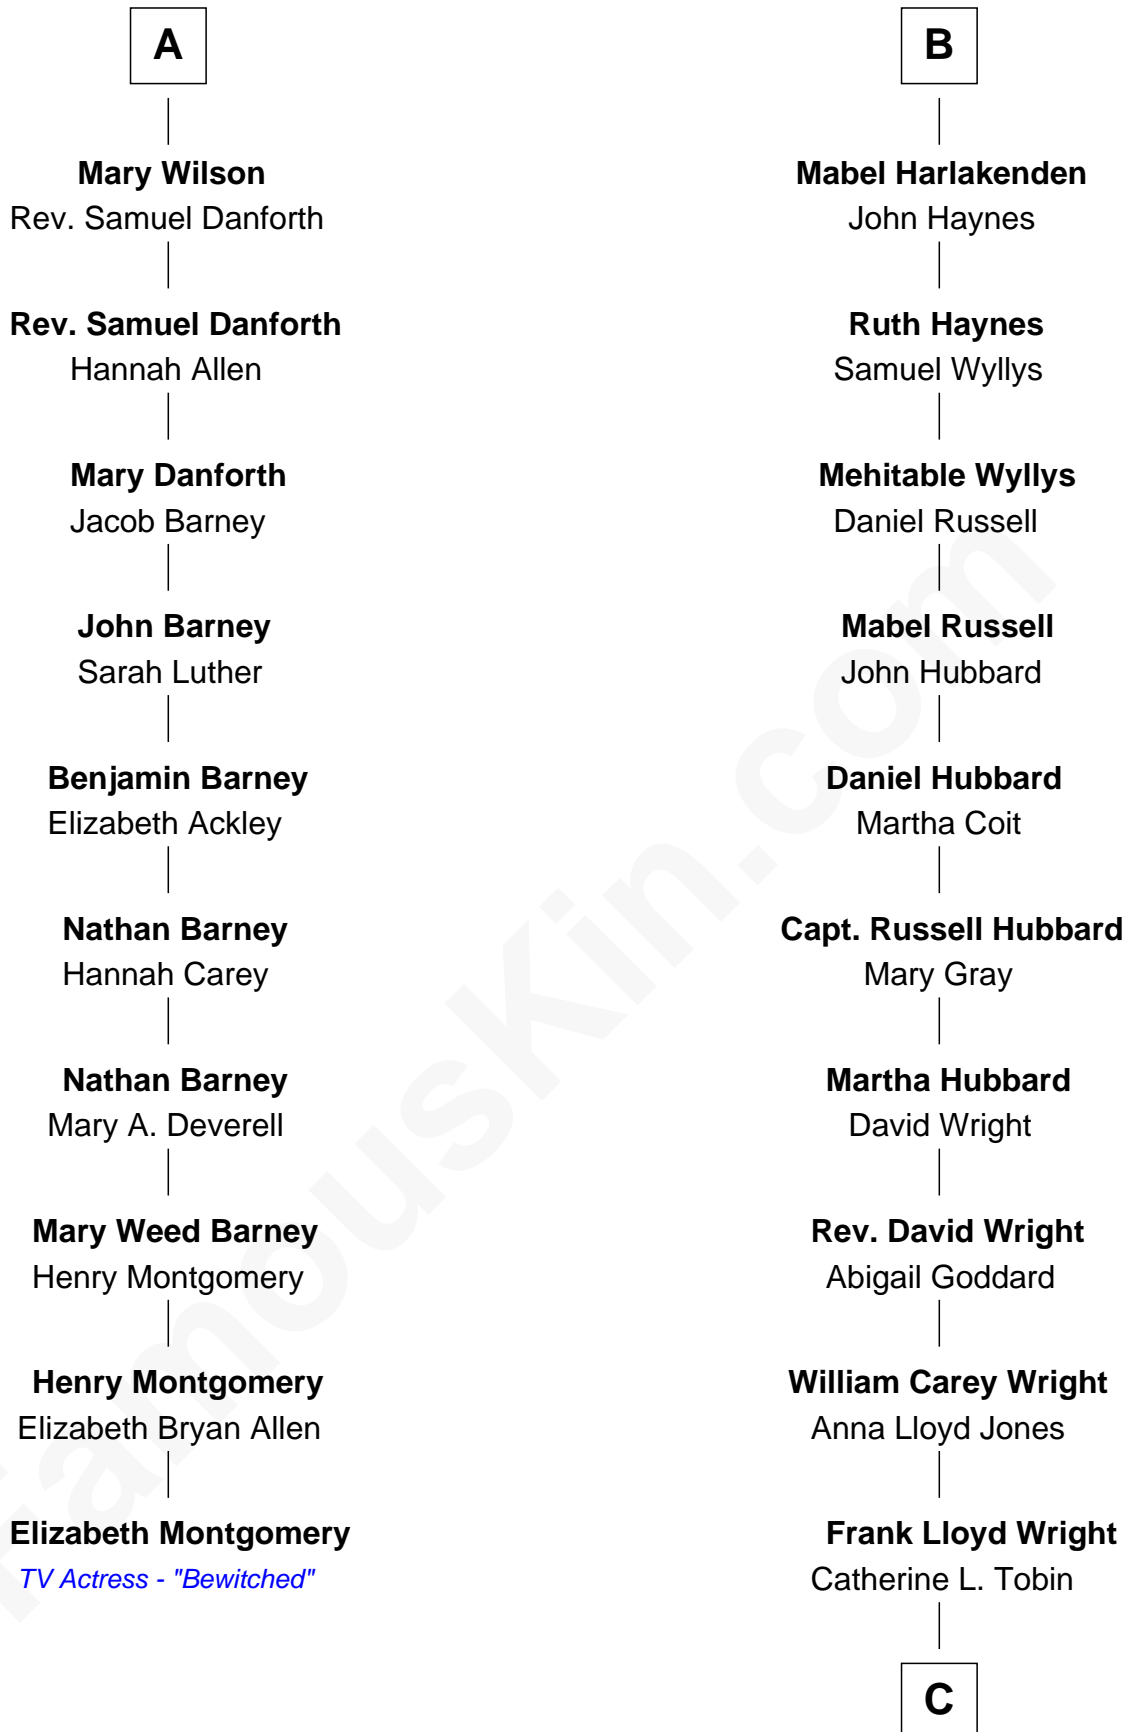 A
Mary Wilson
Rev. Samuel Danforth
Rev. Samuel Danforth
Hannah Allen
Mary Danforth
Jacob Barney
John Barney
Sarah Luther
Benjamin Barney
Elizabeth Ackley
Nathan Barney
Hannah Carey
Nathan Barney
Mary A. Deverell
Mary Weed Barney
Henry Montgomery
Henry Montgomery
Elizabeth Bryan Allen
Elizabeth Montgomery
TV Actress - "Bewitched"
B
Mabel Harlakenden
John Haynes
Ruth Haynes
Samuel Wyllys
Mehitable Wyllys
Daniel Russell
Mabel Russell
John Hubbard
Daniel Hubbard
Martha Coit
Capt. Russell Hubbard
Mary Gray
Martha Hubbard
David Wright
Rev. David Wright
Abigail Goddard
William Carey Wright
Anna Lloyd Jones
Frank Lloyd Wright
Catherine L. Tobin
C
FamousKin.com